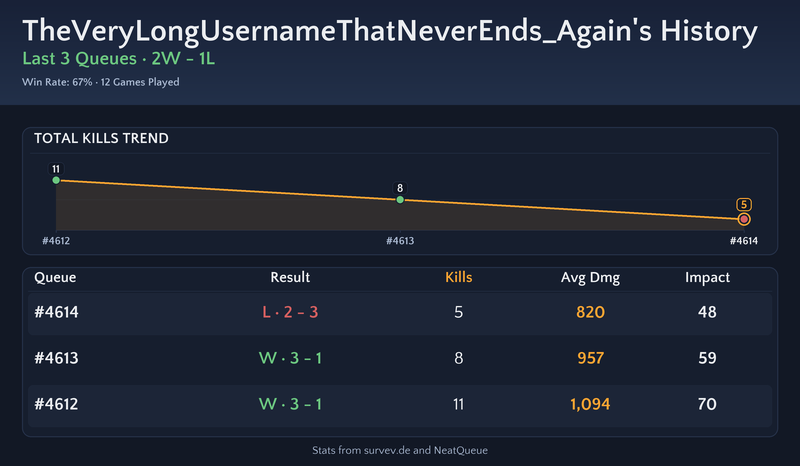 TheVeryLongUsernameThatNeverEnds_Again's History
Last 3 Queues · 2W - 1L
Win Rate: 67% · 12 Games Played
TOTAL KILLS TREND
11
8
5
#4612 #4613 #4614
Queue Result Kills Avg Dmg Impact
#4614 L · 2 - 3 5 820 48
#4613 W · 3 - 1 8 957 59
#4612 W · 3 - 1 11 1,094 70
Stats from survev.de and NeatQueue